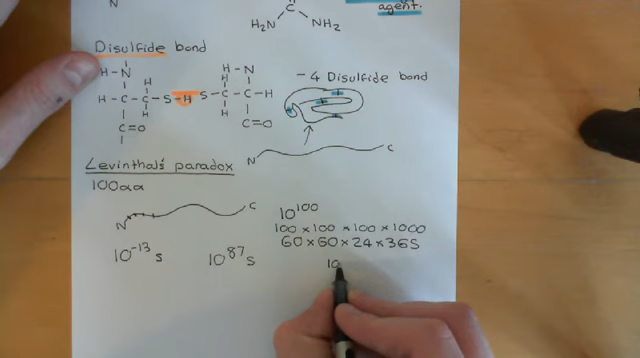 N
C
H₂N NH₂
agent.
Disulfide bond
H-N
H-N
- 4 Disulfide bond
H
H
H-C-C-S-H S-C-C-H
H
C=O
C=O
N C
Levinthal's paradox
100aa
N C
10^100
100 × 100 × 100 × 1000
60 × 60 × 24 × 365
10^-13 s 10^87 s
10